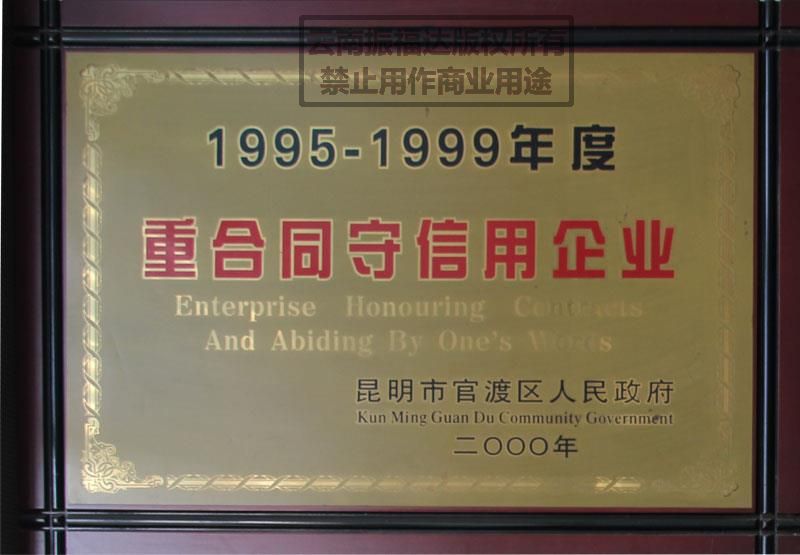 云南振福达版权所有
禁止用作商业用途
1995-1999年度
重合同守信用企业
Enterprise Honouring Contracts
And Abiding By One's Words
昆明市官渡区人民政府
Kun Ming Guan Du Community Government
二〇〇〇年